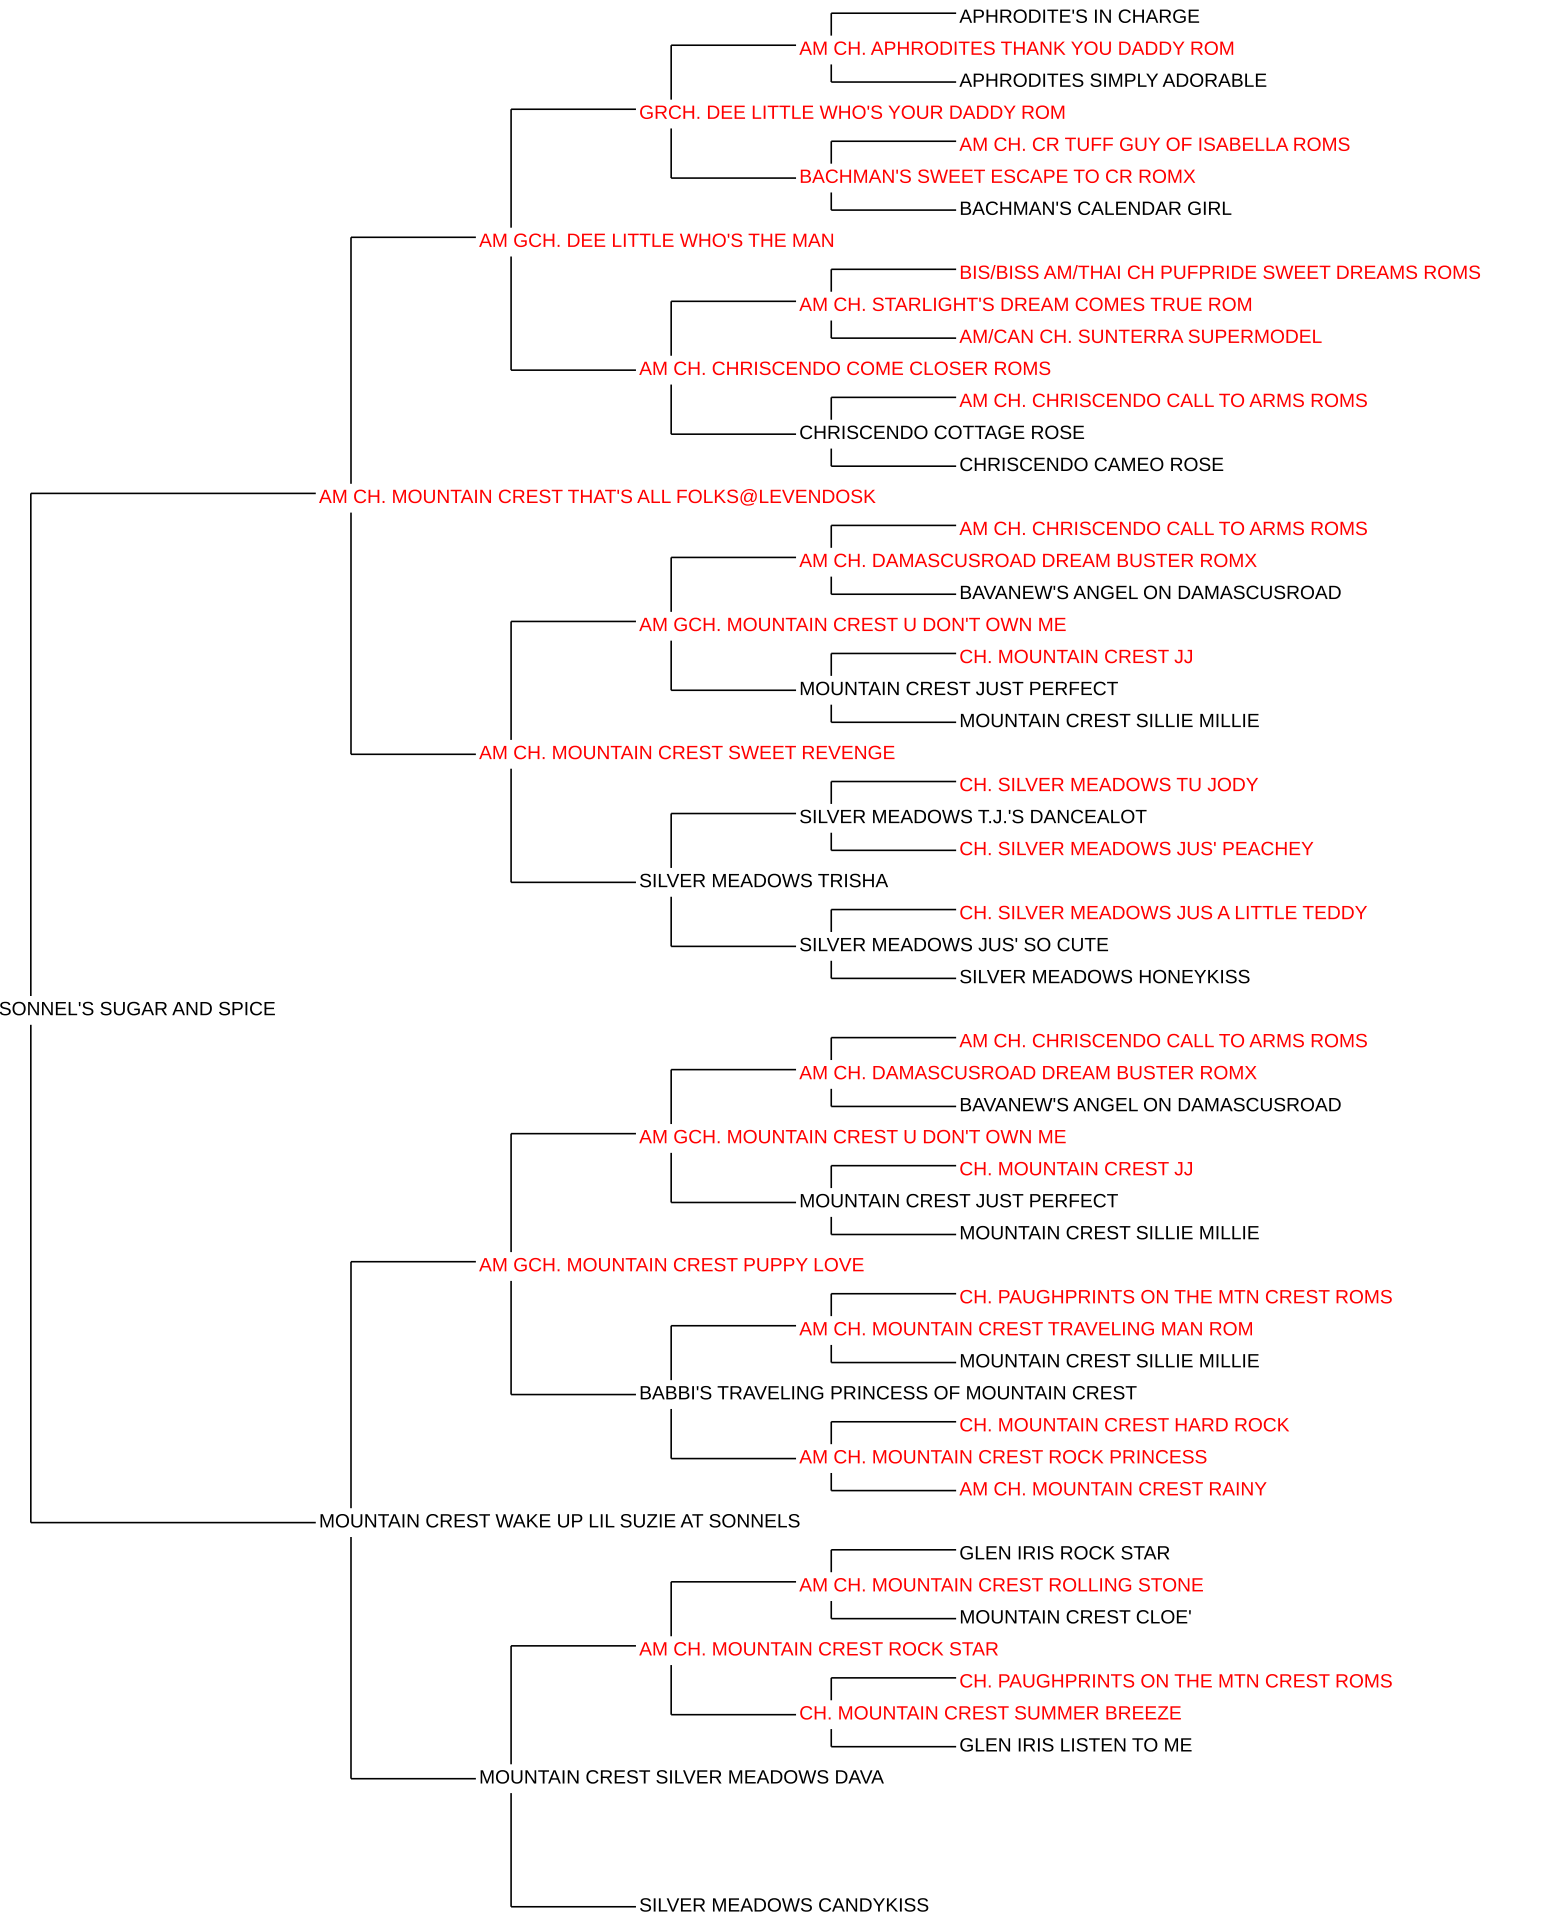 APHRODITE'S IN CHARGE
AM CH. APHRODITES THANK YOU DADDY ROM
APHRODITES SIMPLY ADORABLE
GRCH. DEE LITTLE WHO'S YOUR DADDY ROM
AM CH. CR TUFF GUY OF ISABELLA ROMS
BACHMAN'S SWEET ESCAPE TO CR ROMX
BACHMAN'S CALENDAR GIRL
AM GCH. DEE LITTLE WHO'S THE MAN
BIS/BISS AM/THAI CH PUFPRIDE SWEET DREAMS ROMS
AM CH. STARLIGHT'S DREAM COMES TRUE ROM
AM/CAN CH. SUNTERRA SUPERMODEL
AM CH. CHRISCENDO COME CLOSER ROMS
AM CH. CHRISCENDO CALL TO ARMS ROMS
CHRISCENDO COTTAGE ROSE
CHRISCENDO CAMEO ROSE
AM CH. MOUNTAIN CREST THAT'S ALL FOLKS@LEVENDOSK
AM CH. CHRISCENDO CALL TO ARMS ROMS
AM CH. DAMASCUSROAD DREAM BUSTER ROMX
BAVANEW'S ANGEL ON DAMASCUSROAD
AM GCH. MOUNTAIN CREST U DON'T OWN ME
CH. MOUNTAIN CREST JJ
MOUNTAIN CREST JUST PERFECT
MOUNTAIN CREST SILLIE MILLIE
AM CH. MOUNTAIN CREST SWEET REVENGE
CH. SILVER MEADOWS TU JODY
SILVER MEADOWS T.J.'S DANCEALOT
CH. SILVER MEADOWS JUS' PEACHEY
SILVER MEADOWS TRISHA
CH. SILVER MEADOWS JUS A LITTLE TEDDY
SILVER MEADOWS JUS' SO CUTE
SILVER MEADOWS HONEYKISS
SONNEL'S SUGAR AND SPICE
AM CH. CHRISCENDO CALL TO ARMS ROMS
AM CH. DAMASCUSROAD DREAM BUSTER ROMX
BAVANEW'S ANGEL ON DAMASCUSROAD
AM GCH. MOUNTAIN CREST U DON'T OWN ME
CH. MOUNTAIN CREST JJ
MOUNTAIN CREST JUST PERFECT
MOUNTAIN CREST SILLIE MILLIE
AM GCH. MOUNTAIN CREST PUPPY LOVE
CH. PAUGHPRINTS ON THE MTN CREST ROMS
AM CH. MOUNTAIN CREST TRAVELING MAN ROM
MOUNTAIN CREST SILLIE MILLIE
BABBI'S TRAVELING PRINCESS OF MOUNTAIN CREST
CH. MOUNTAIN CREST HARD ROCK
AM CH. MOUNTAIN CREST ROCK PRINCESS
AM CH. MOUNTAIN CREST RAINY
MOUNTAIN CREST WAKE UP LIL SUZIE AT SONNELS
GLEN IRIS ROCK STAR
AM CH. MOUNTAIN CREST ROLLING STONE
MOUNTAIN CREST CLOE'
AM CH. MOUNTAIN CREST ROCK STAR
CH. PAUGHPRINTS ON THE MTN CREST ROMS
CH. MOUNTAIN CREST SUMMER BREEZE
GLEN IRIS LISTEN TO ME
MOUNTAIN CREST SILVER MEADOWS DAVA
SILVER MEADOWS CANDYKISS